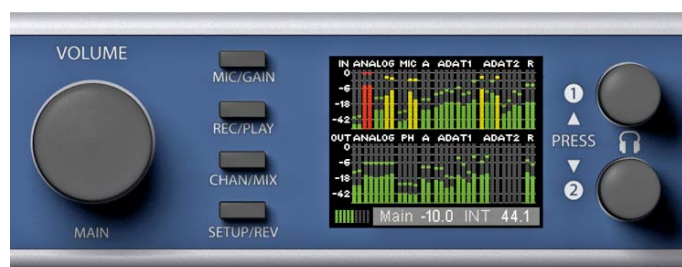 VOLUME
MAIN
MIC/GAIN
REC/PLAY
CHAN/MIX
SETUP/REV
IN ANALOG MIC A ADAT1 ADAT2 R
0
-6
-18
-42
OUT ANALOG PH A ADAT1 ADAT2 R
0
-6
-18
-42
Main -10.0 INT 44.1
1
PRESS
2